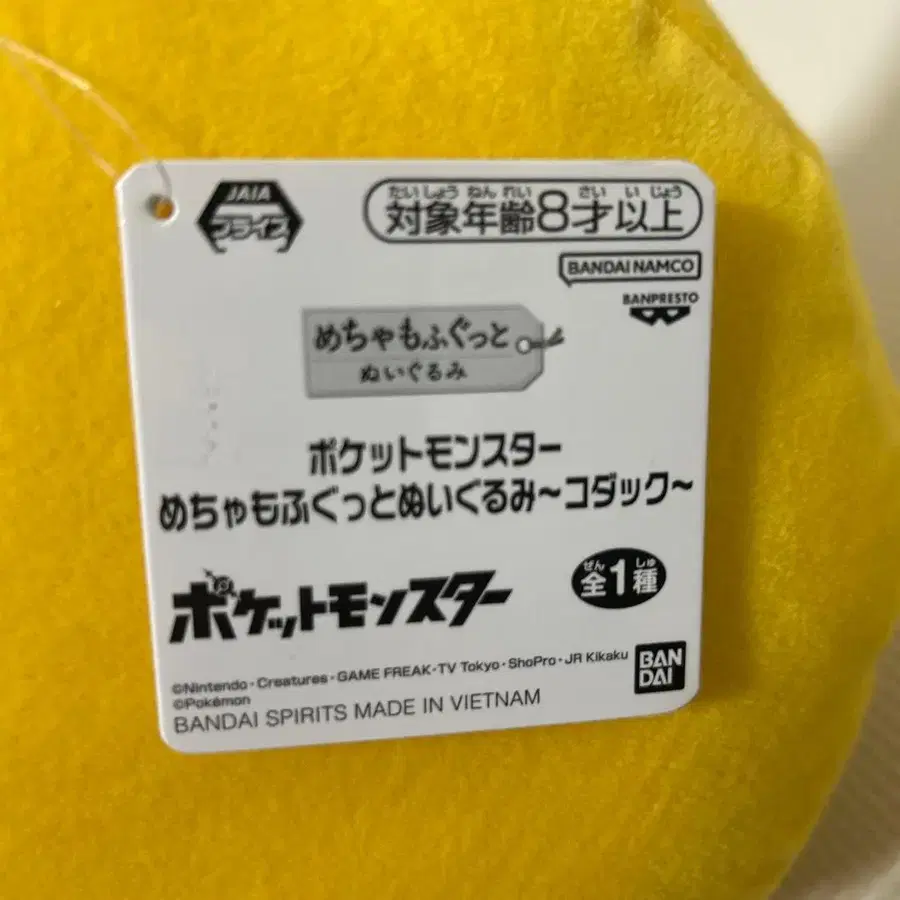 JAIA
プライズ
たいしょうねんれい さいいじょう
対象年齢8才以上
BANDAI NAMCO
BANPRESTO
めちゃもふぐっと
ぬいぐるみ
ポケットモンスター
めちゃもふぐっとぬいぐるみ~コダック~
ポケットモンスター
ぜん しゅ
全1種
©Nintendo・Creatures・GAME FREAK・TV Tokyo・ShoPro・JR Kikaku
©Pokémon
BAN
DAI
BANDAI SPIRITS MADE IN VIETNAM